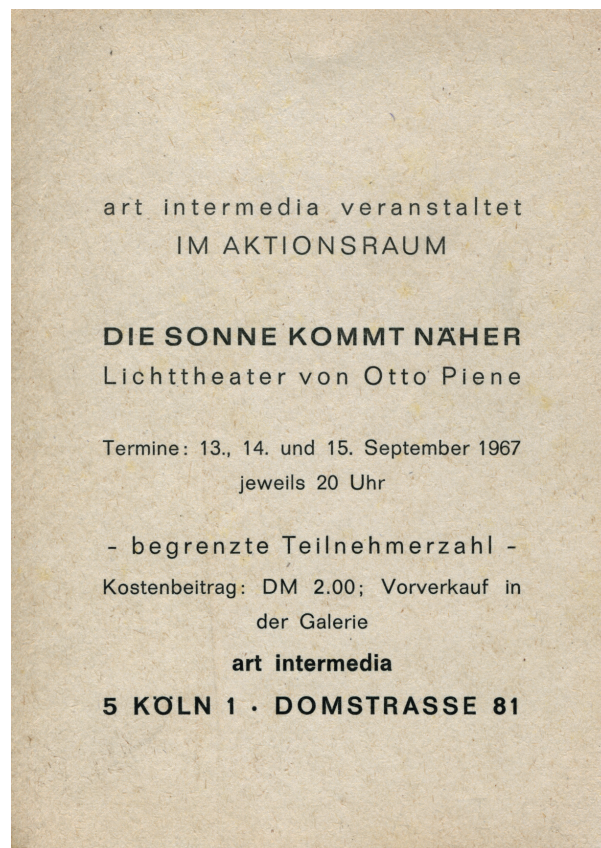 art intermedia veranstaltet
IM AKTIONSRAUM
DIE SONNE KOMMT NÄHER
Lichttheater von Otto Piene
Termine: 13., 14. und 15. September 1967
jeweils 20 Uhr
- begrenzte Teilnehmerzahl -
Kostenbeitrag: DM 2.00; Vorverkauf in
der Galerie
art intermedia
5 KÖLN 1 · DOMSTRASSE 81